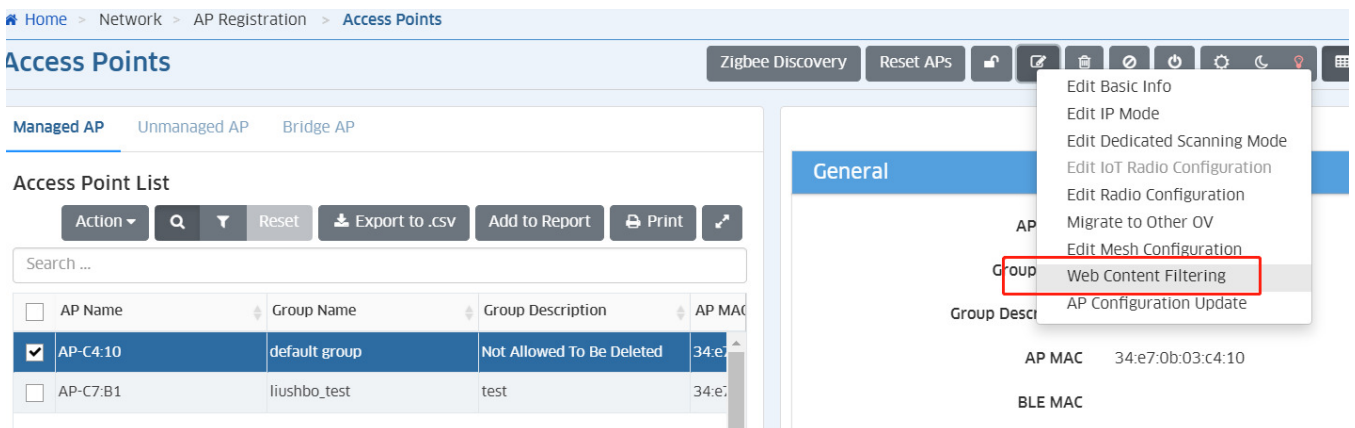 Home > Network > AP Registration > Access Points
Access Points
Zigbee Discovery
Reset APs
Edit Basic Info
Edit IP Mode
Edit Dedicated Scanning Mode
Edit IoT Radio Configuration
Edit Radio Configuration
Migrate to Other OV
Edit Mesh Configuration
Web Content Filtering
AP Configuration Update
Managed AP Unmanaged AP Bridge AP
Access Point List
Action Reset Export to .csv Add to Report Print
Search ...
AP Name Group Name Group Description AP MAC
AP-C4:10 default group Not Allowed To Be Deleted 34:e7
AP-C7:B1 liushbo_test test 34:e7
General
AP
Group
Group Descr
AP MAC 34:e7:0b:03:c4:10
BLE MAC